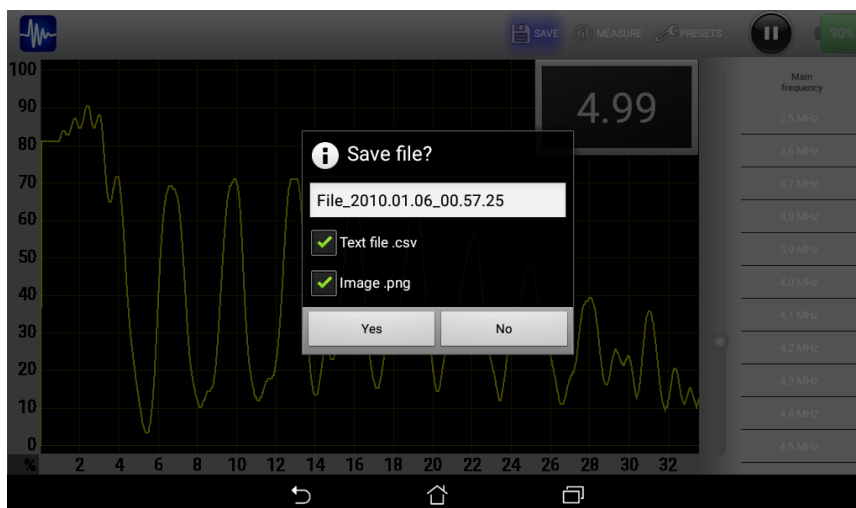 SAVE MEASURE PRESETS 90%
100
90
80
70
60
50
40
30
20
10
0
% 2 4 6 8 10 12 14 16 18 20 22 24 26 28 30 32
4.99
Save file?
File_2010.01.06_00.57.25
Text file .csv
Image .png
Yes No
Main
frequency
3,5 MHz
3,6 MHz
3,7 MHz
3,8 MHz
3,9 MHz
4,0 MHz
4,1 MHz
4,2 MHz
4,3 MHz
4,4 MHz
4,5 MHz